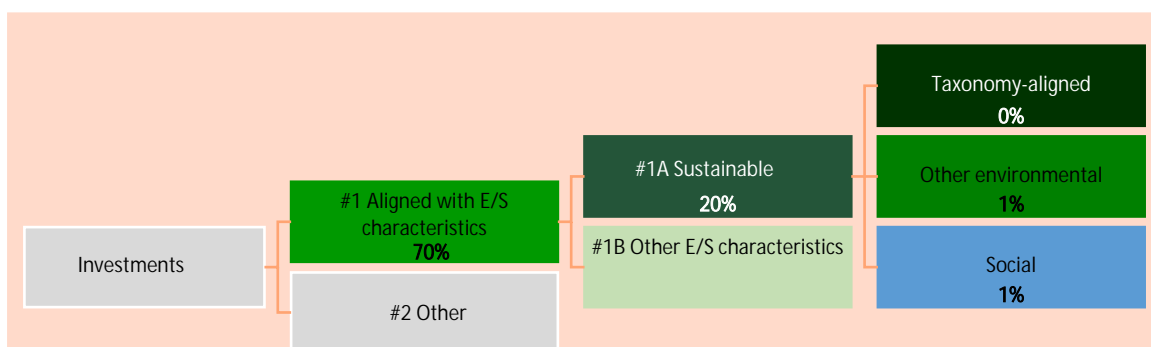 Investments
#1 Aligned with E/S
characteristics
70%
#2 Other
#1A Sustainable
20%
#1B Other E/S characteristics
Taxonomy-aligned
0%
Other environmental
1%
Social
1%